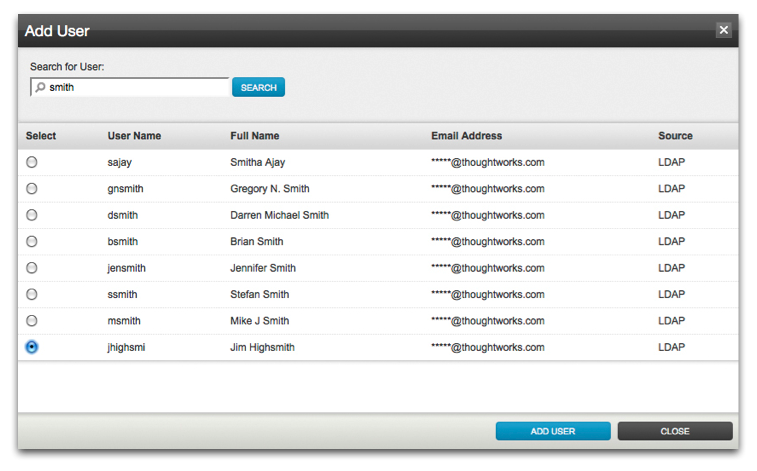 Add User
Search for User:
smith SEARCH
Select User Name Full Name Email Address Source
sajay Smitha Ajay *****@thoughtworks.com LDAP
gnsmith Gregory N. Smith *****@thoughtworks.com LDAP
dsmith Darren Michael Smith *****@thoughtworks.com LDAP
bsmith Brian Smith *****@thoughtworks.com LDAP
jensmith Jennifer Smith *****@thoughtworks.com LDAP
ssmith Stefan Smith *****@thoughtworks.com LDAP
msmith Mike J Smith *****@thoughtworks.com LDAP
jhighsmi Jim Highsmith *****@thoughtworks.com LDAP
ADD USER CLOSE